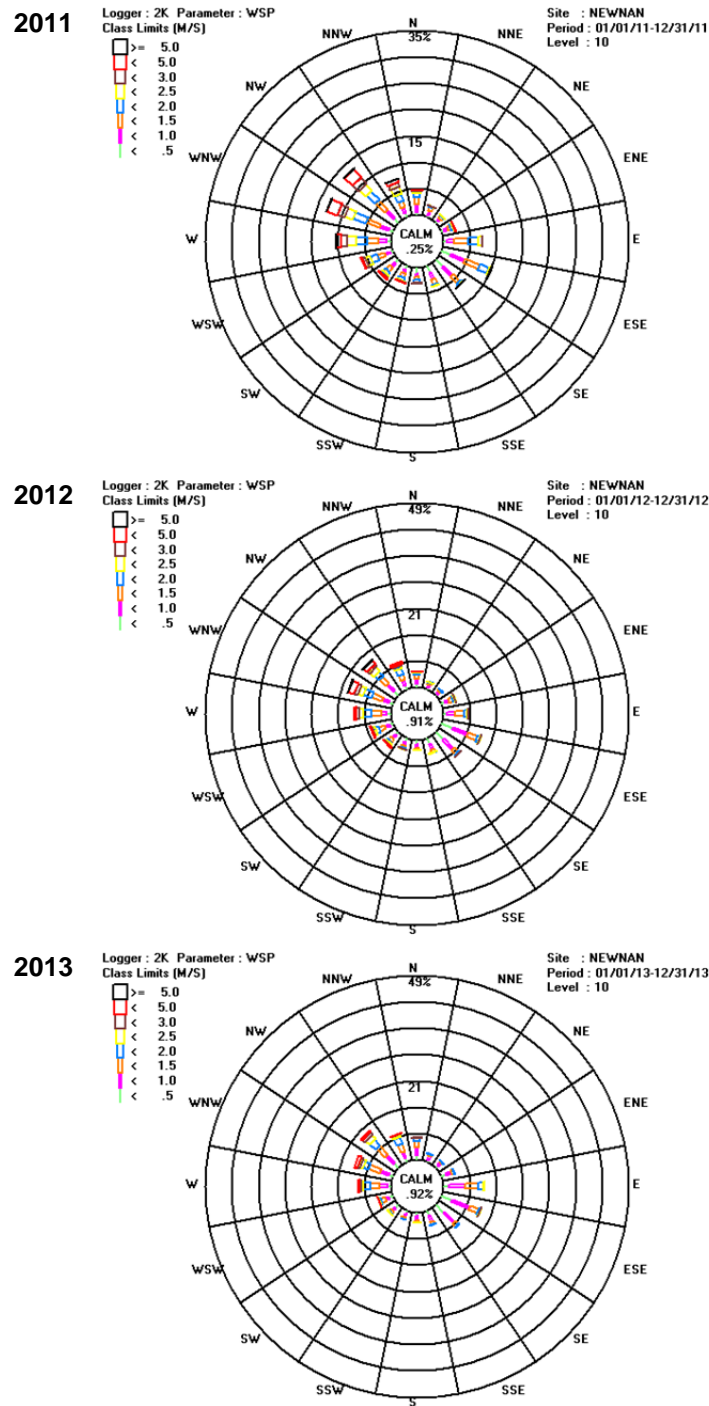 2011
Logger : 2K Parameter : WSP
Class Limits (M/S)
>= 5.0
< 5.0
< 3.0
< 2.5
< 2.0
< 1.5
< 1.0
< .5
Site : NEWNAN
Period : 01/01/11-12/31/11
Level : 10
N
35%
NNW
NNE
NW
NE
15
WNW
ENE
CALM
.25%
W
E
WSW
ESE
SW
SE
SSW
SSE
S
2012
Logger : 2K Parameter : WSP
Class Limits (M/S)
>= 5.0
< 5.0
< 3.0
< 2.5
< 2.0
< 1.5
< 1.0
< .5
Site : NEWNAN
Period : 01/01/12-12/31/12
Level : 10
N
49%
NNW
NNE
NW
NE
21
WNW
ENE
CALM
.91%
W
E
WSW
ESE
SW
SE
SSW
SSE
S
2013
Logger : 2K Parameter : WSP
Class Limits (M/S)
>= 5.0
< 5.0
< 3.0
< 2.5
< 2.0
< 1.5
< 1.0
< .5
Site : NEWNAN
Period : 01/01/13-12/31/13
Level : 10
N
49%
NNW
NNE
NW
NE
21
WNW
ENE
CALM
.92%
W
E
WSW
ESE
SW
SE
SSW
SSE
S